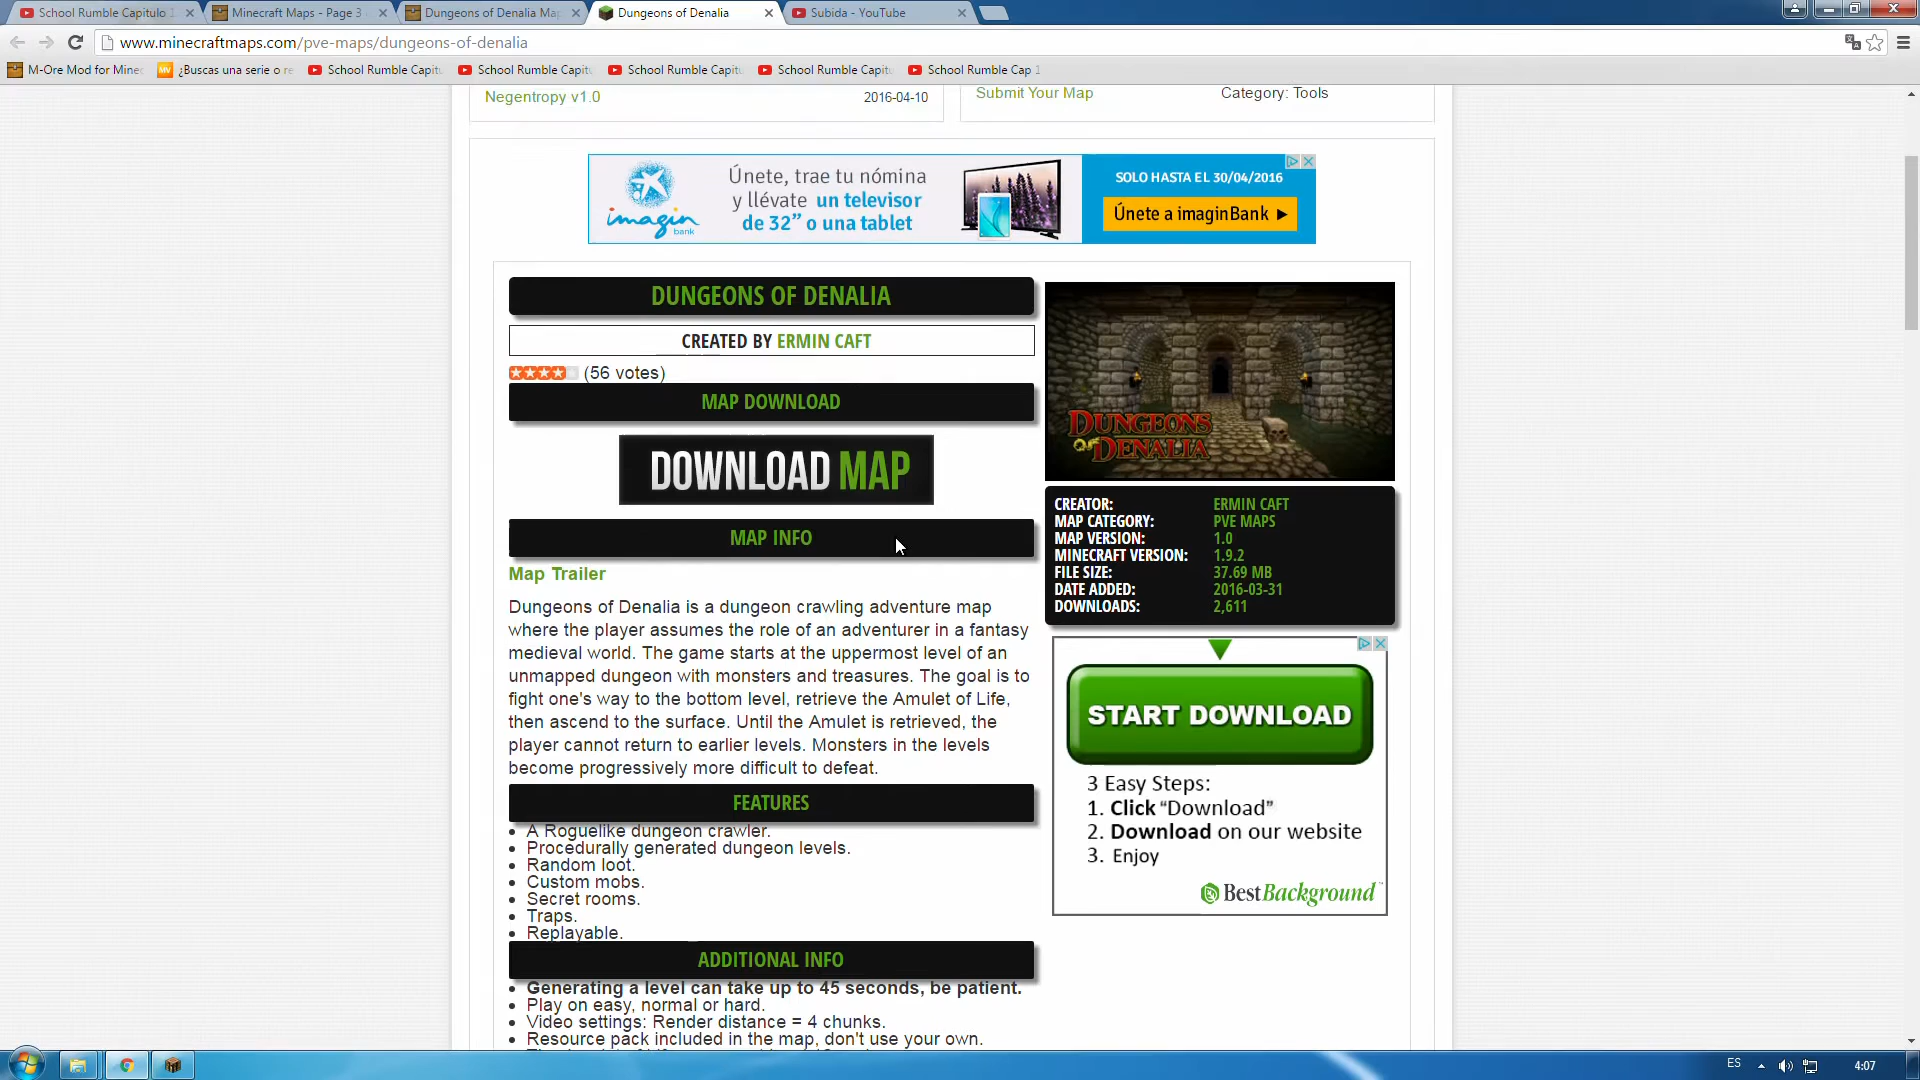 School Rumble Capitulo 1
Minecraft Maps - Page 3
Dungeons of Denalia Map
Dungeons of Denalia
Subida - YouTube
www.minecraftmaps.com/pve-maps/dungeons-of-denalia
M-Ore Mod for Minec
¿Buscas una serie o re
School Rumble Capitu
School Rumble Capitu
School Rumble Capitu
School Rumble Capitu
School Rumble Cap 1
Negentropy v1.0
2016-04-10
Submit Your Map
Category: Tools
imagin
bank
Únete, trae tu nómina
y llévate un televisor
de 32” o una tablet
SOLO HASTA EL 30/04/2016
Únete a imaginBank ►
DUNGEONS OF DENALIA
CREATED BY ERMIN CAFT
(56 votes)
MAP DOWNLOAD
DOWNLOAD MAP
MAP INFO
Map Trailer
Dungeons of Denalia is a dungeon crawling adventure map
where the player assumes the role of an adventurer in a fantasy
medieval world. The game starts at the uppermost level of an
unmapped dungeon with monsters and treasures. The goal is to
fight one's way to the bottom level, retrieve the Amulet of Life,
then ascend to the surface. Until the Amulet is retrieved, the
player cannot return to earlier levels. Monsters in the levels
become progressively more difficult to defeat.
FEATURES
• A Roguelike dungeon crawler.
• Procedurally generated dungeon levels.
• Random loot.
• Custom mobs.
• Secret rooms.
• Traps.
• Replayable.
ADDITIONAL INFO
• Generating a level can take up to 45 seconds, be patient.
• Play on easy, normal or hard.
• Video settings: Render distance = 4 chunks.
• Resource pack included in the map, don't use your own.
DUNGEONS
OF DENALIA
CREATOR: ERMIN CAFT
MAP CATEGORY: PVE MAPS
MAP VERSION: 1.0
MINECRAFT VERSION: 1.9.2
FILE SIZE: 37.69 MB
DATE ADDED: 2016-03-31
DOWNLOADS: 2,611
START DOWNLOAD
3 Easy Steps:
1. Click “Download”
2. Download on our website
3. Enjoy
BestBackground
ES
4:07